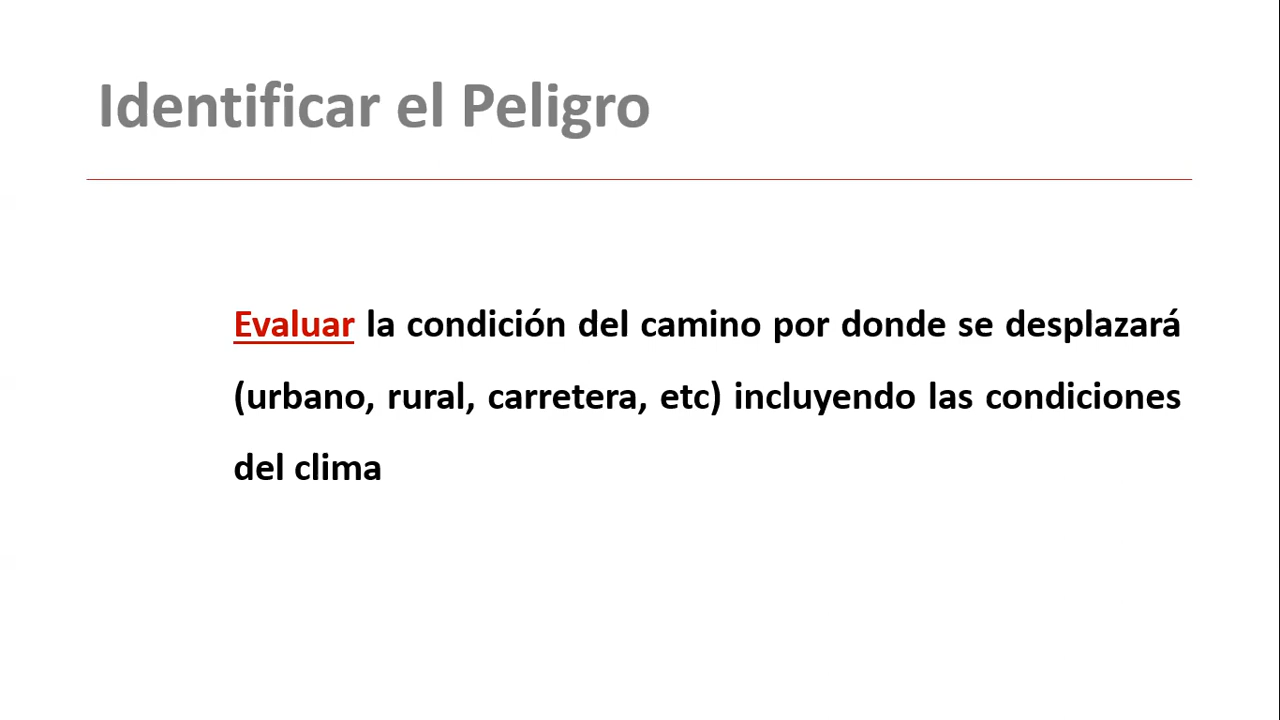 Identificar el Peligro
Evaluar la condición del camino por donde se desplazará
(urbano, rural, carretera, etc) incluyendo las condiciones
del clima